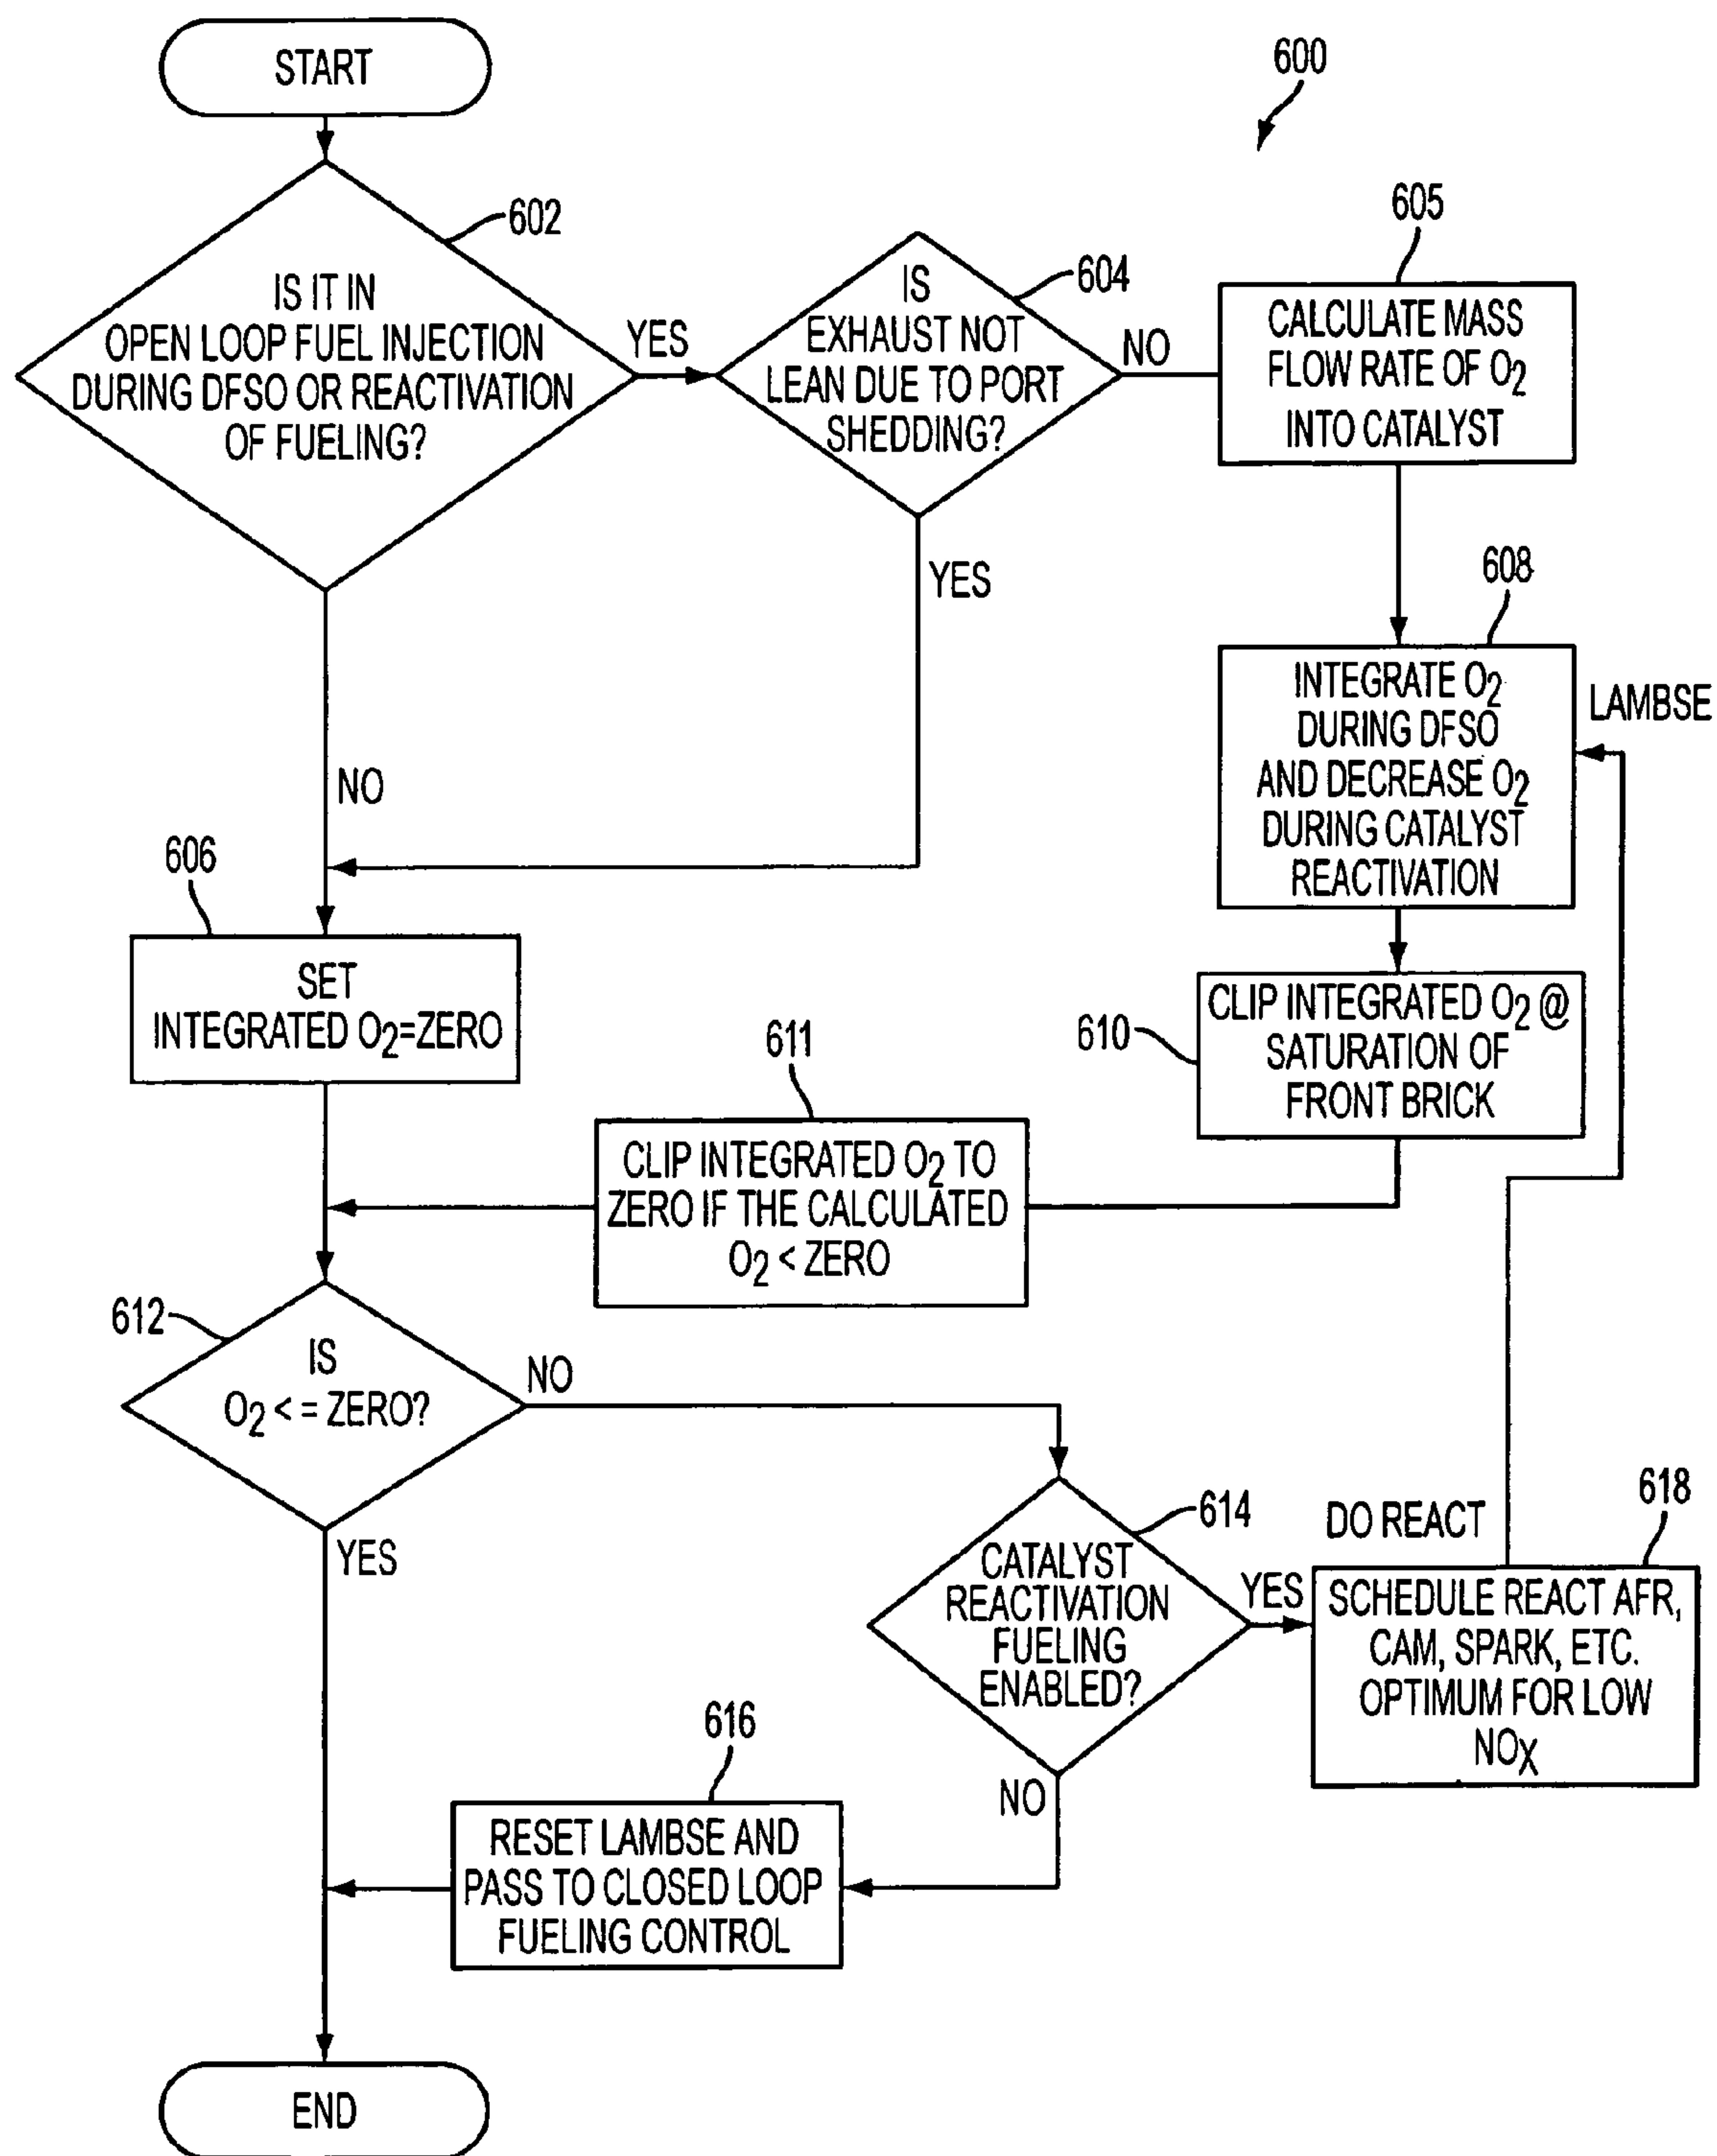 START
600
602
IS IT IN
OPEN LOOP FUEL INJECTION
DURING DFSO OR REACTIVATION
OF FUELING?
YES
NO
604
IS
EXHAUST NOT
LEAN DUE TO PORT
SHEDDING?
NO
YES
605
CALCULATE MASS
FLOW RATE OF O2
INTO CATALYST
608
INTEGRATE O2
DURING DFSO
AND DECREASE O2
DURING CATALYST
REACTIVATION
LAMBSE
606
SET
INTEGRATED O2=ZERO
610
CLIP INTEGRATED O2 @
SATURATION OF
FRONT BRICK
611
CLIP INTEGRATED O2 TO
ZERO IF THE CALCULATED
O2 < ZERO
612
IS
O2 < = ZERO?
NO
YES
614
CATALYST
REACTIVATION
FUELING
ENABLED?
YES
NO
DO REACT
618
SCHEDULE REACT AFR,
CAM, SPARK, ETC.
OPTIMUM FOR LOW
NOX
616
RESET LAMBSE AND
PASS TO CLOSED LOOP
FUELING CONTROL
END